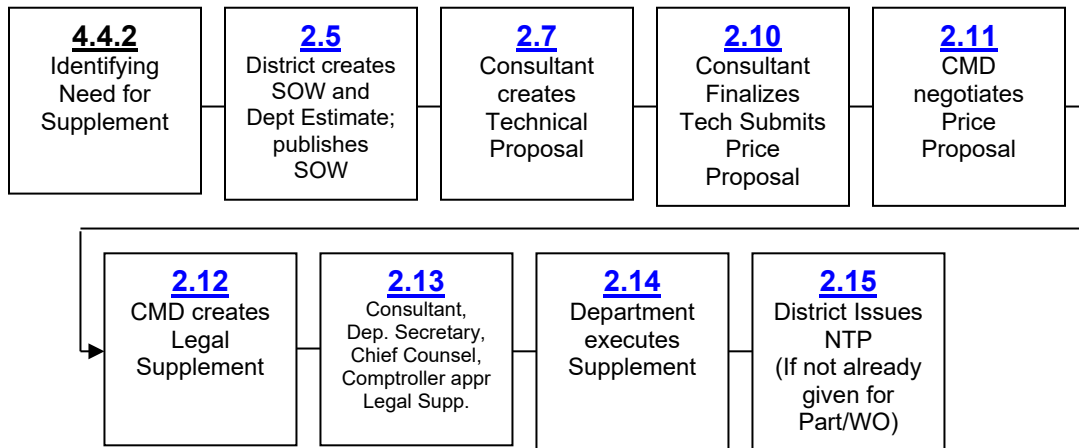 4.4.2
Identifying
Need for
Supplement
2.5
District creates
SOW and
Dept Estimate;
publishes
SOW
2.7
Consultant
creates
Technical
Proposal
2.10
Consultant
Finalizes
Tech Submits
Price
Proposal
2.11
CMD
negotiates
Price
Proposal
2.12
CMD creates
Legal
Supplement
2.13
Consultant,
Dep. Secretary,
Chief Counsel,
Comptroller appr
Legal Supp.
2.14
Department
executes
Supplement
2.15
District Issues
NTP
(If not already
given for
Part/WO)